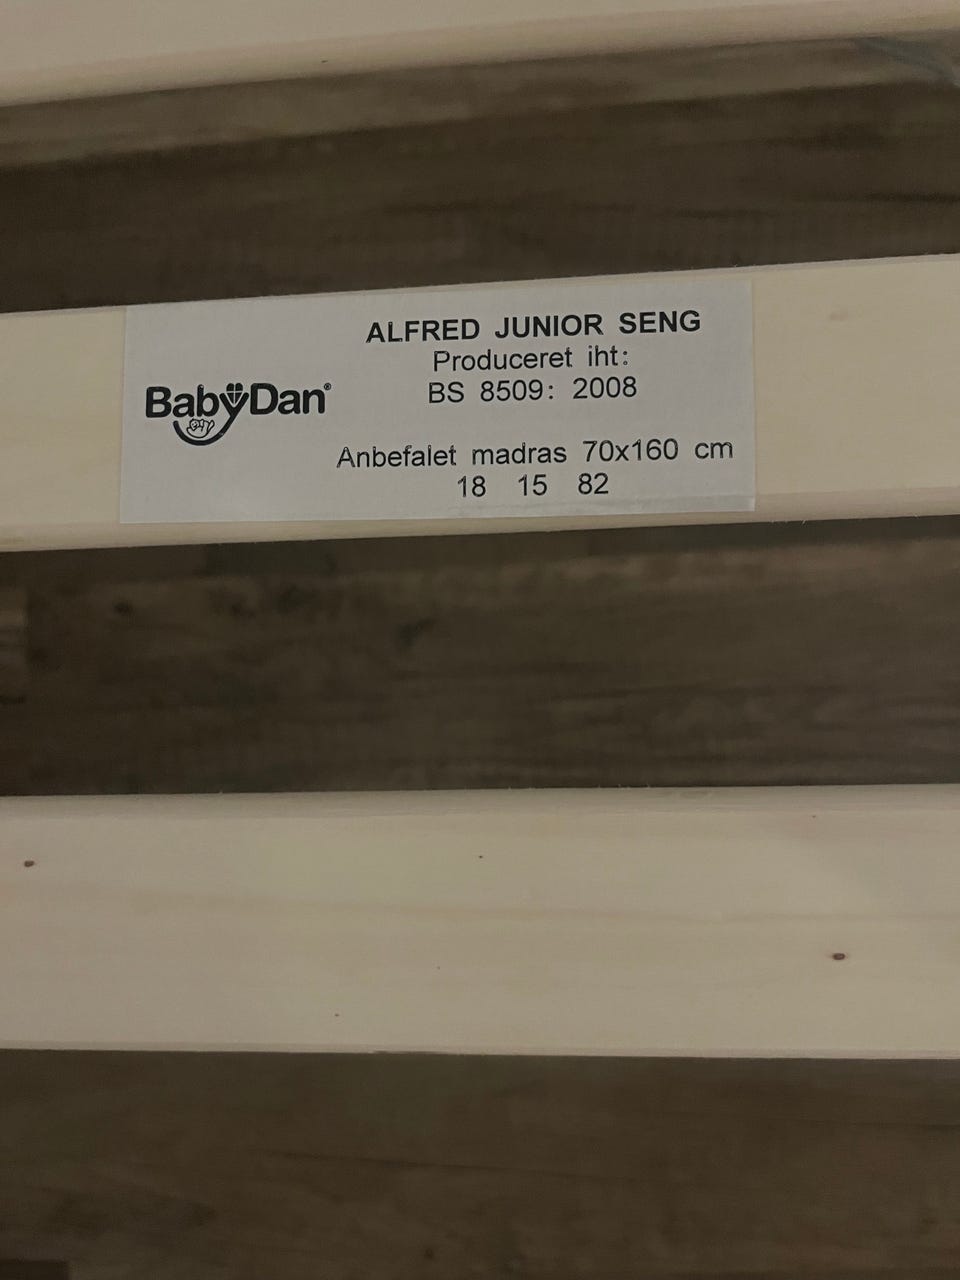 BabyDan®
ALFRED JUNIOR SENG
Produceret iht:
BS 8509: 2008
Anbefalet madras 70x160 cm
18 15 82